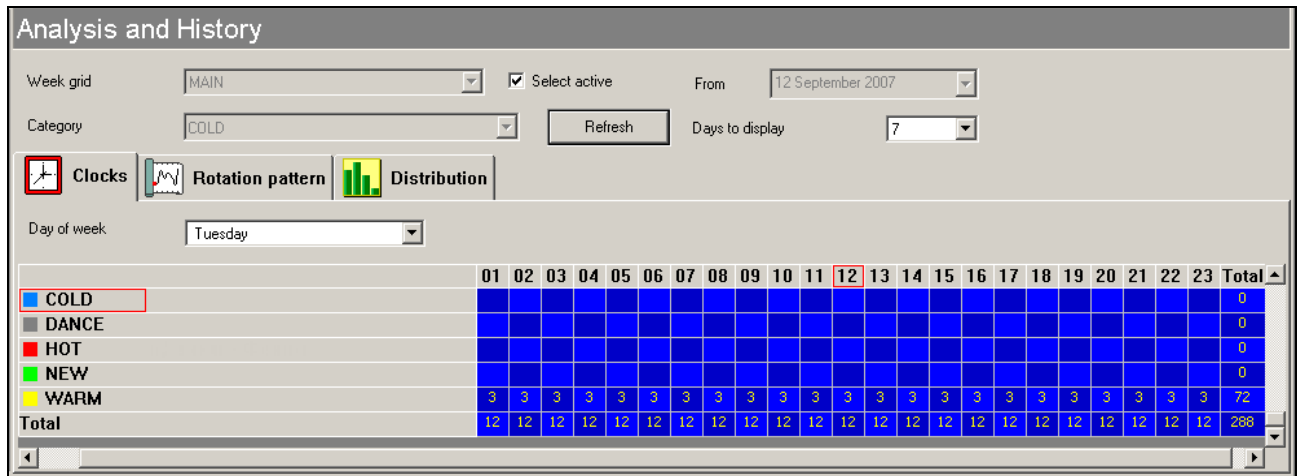 Analysis and History
Week grid MAIN Select active From 12 September 2007
Category COLD Refresh Days to display 7
Clocks Rotation pattern Distribution
Day of week Tuesday
01 02 03 04 05 06 07 08 09 10 11 12 13 14 15 16 17 18 19 20 21 22 23 Total
COLD 0
DANCE 0
HOT 0
NEW 0
WARM 3 3 3 3 3 3 3 3 3 3 3 3 3 3 3 3 3 3 3 3 3 3 3 72
Total 12 12 12 12 12 12 12 12 12 12 12 12 12 12 12 12 12 12 12 12 12 12 12 288